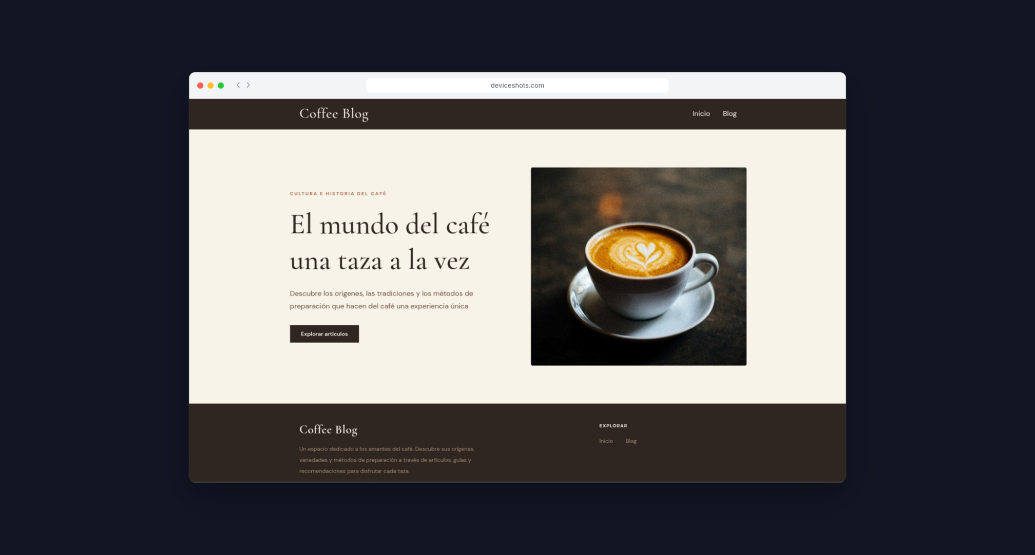 deviceshots.com
Coffee Blog
Inicio
Blog
CULTURA E HISTORIA DEL CAFÉ
El mundo del café
una taza a la vez
Descubre los orígenes, las tradiciones y los métodos de
preparación que hacen del café una experiencia única
Explorar artículos
Coffee Blog
Un espacio dedicado a los amantes del café. Descubre sus orígenes,
variedades y métodos de preparación a través de artículos, guías y
recomendaciones para disfrutar cada taza.
EXPLORAR
Inicio
Blog